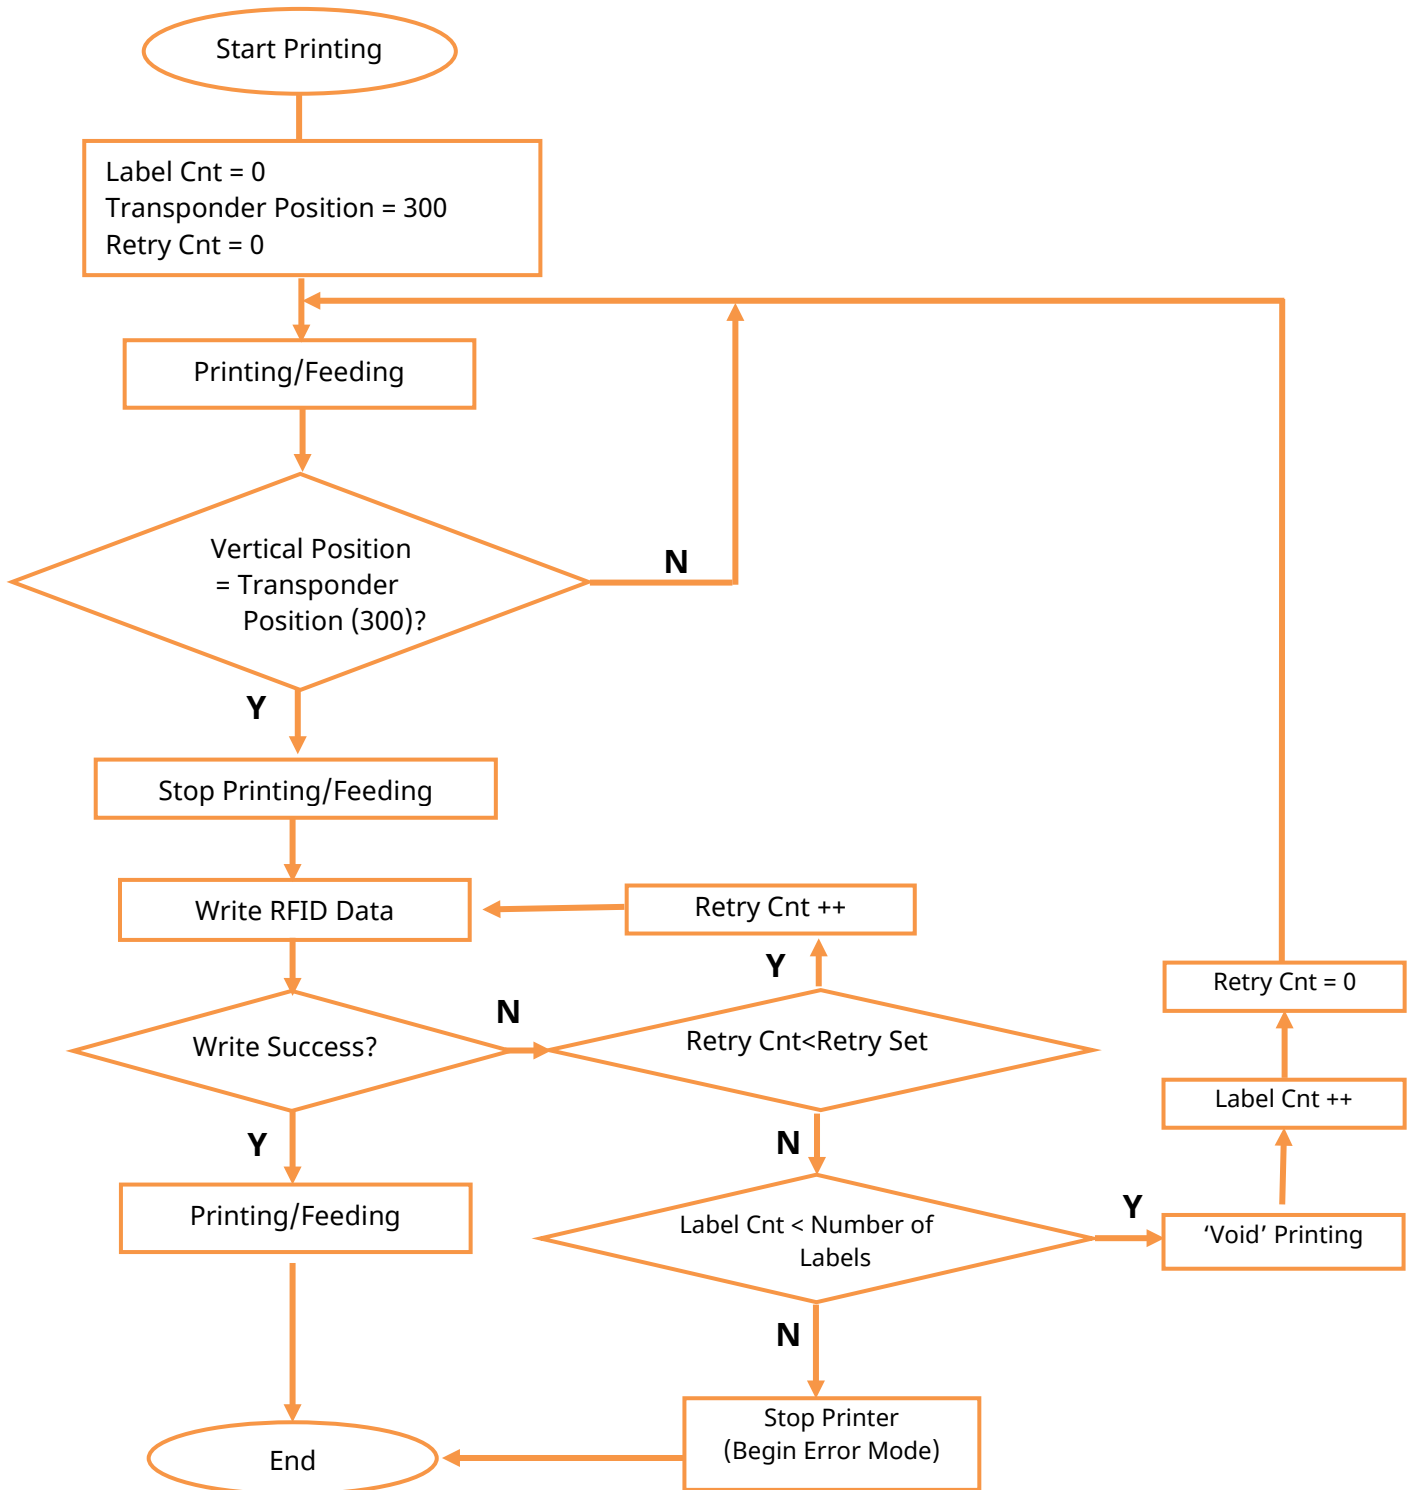 Start Printing
Label Cnt = 0
Transponder Position = 300
Retry Cnt = 0
Printing/Feeding
Vertical Position
= Transponder
Position (300)?
N
Y
Stop Printing/Feeding
Write RFID Data
Retry Cnt ++
Y
Write Success?
N
Retry Cnt<Retry Set
Retry Cnt = 0
Label Cnt ++
Y
N
Printing/Feeding
Label Cnt < Number of
Labels
Y
‘Void’ Printing
N
Stop Printer
(Begin Error Mode)
End